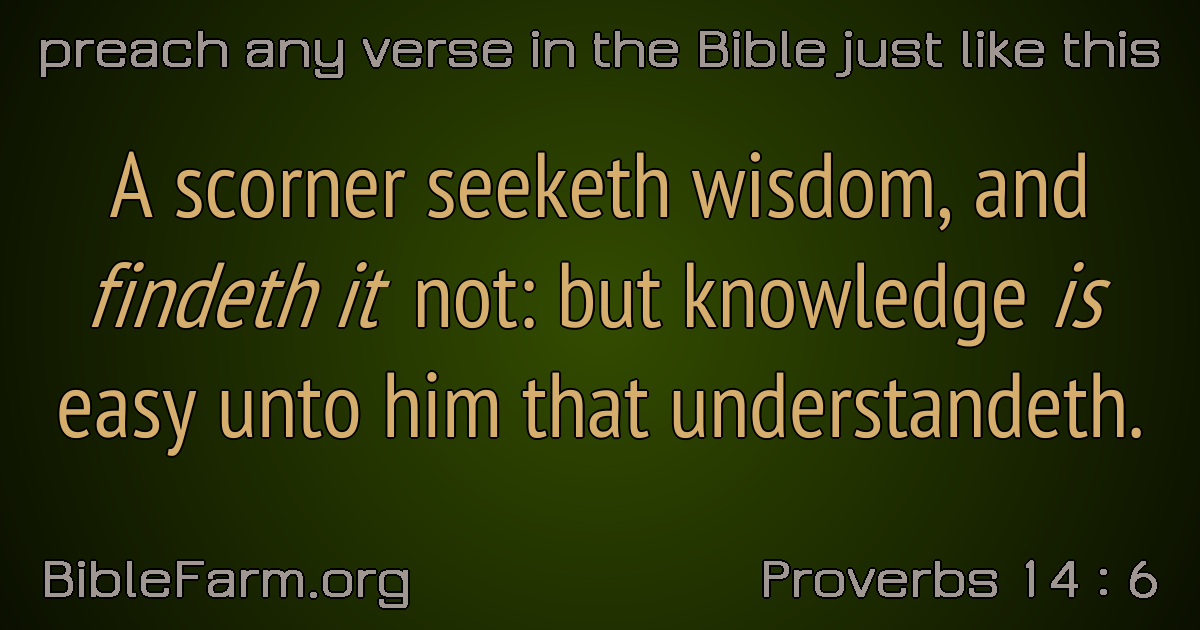 preach any verse in the Bible just like this
A scorner seeketh wisdom, and
findeth it not: but knowledge is
easy unto him that understandeth.
BibleFarm.org
Proverbs 14 : 6